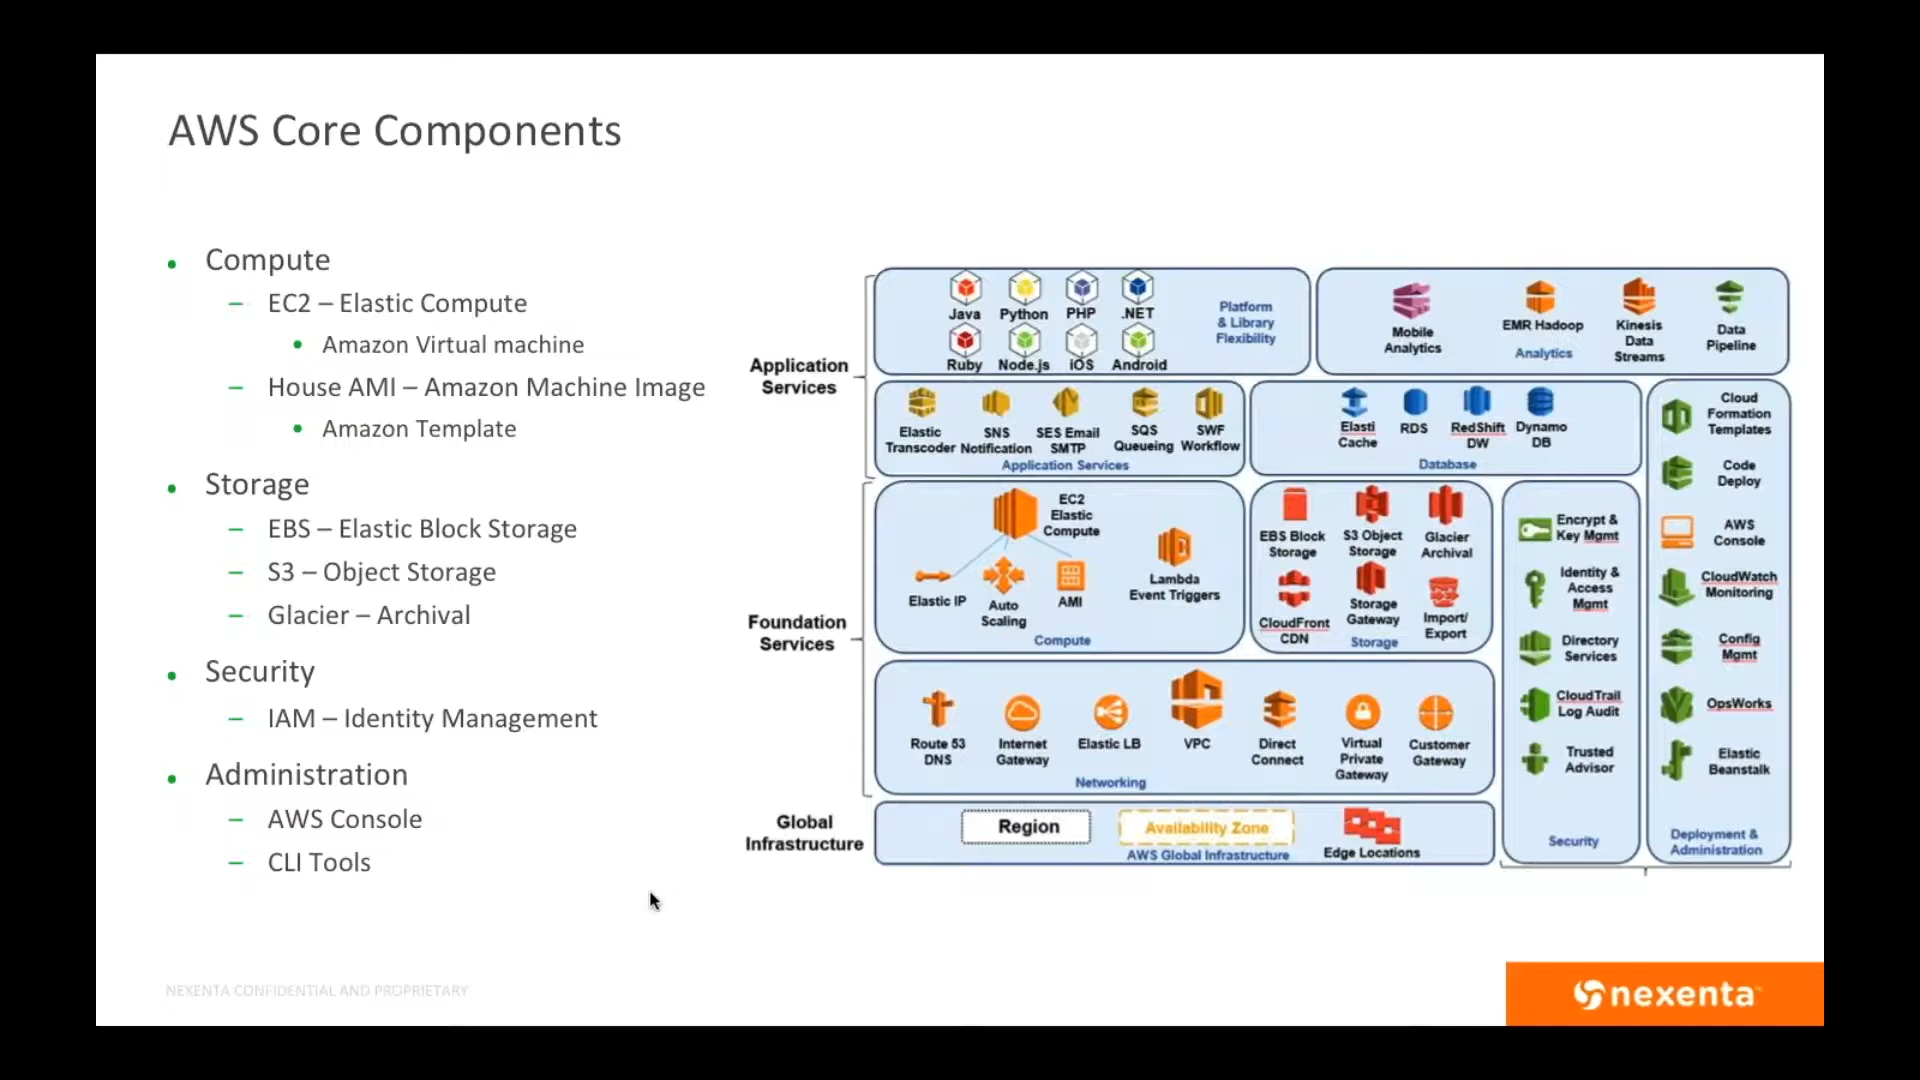 AWS Core Components
• Compute
– EC2 – Elastic Compute
• Amazon Virtual machine
– House AMI – Amazon Machine Image
• Amazon Template
• Storage
– EBS – Elastic Block Storage
– S3 – Object Storage
– Glacier – Archival
• Security
– IAM – Identity Management
• Administration
– AWS Console
– CLI Tools
Application
Services
Java
Python
PHP
.NET
Ruby
Node.js
iOS
Android
Platform
& Library
Flexibility
Mobile
Analytics
EMR Hadoop
Kinesis
Data
Streams
Data
Pipeline
Analytics
Elastic
Transcoder
SNS
Notification
SES Email
SMTP
SQS
Queueing
SWF
Workflow
Application Services
Elasti
Cache
RDS
RedShift
DW
Dynamo
DB
Database
Foundation
Services
EC2
Elastic
Compute
Elastic IP
Auto
Scaling
AMI
Lambda
Event Triggers
Compute
EBS Block
Storage
S3 Object
Storage
Glacier
Archival
CloudFront
CDN
Storage
Gateway
Import/
Export
Storage
Route 53
DNS
Internet
Gateway
Elastic LB
VPC
Direct
Connect
Virtual
Private
Gateway
Customer
Gateway
Networking
Global
Infrastructure
Region
Availability Zone
Edge Locations
AWS Global Infrastructure
Encrypt &
Key Mgmt
Identity &
Access
Mgmt
Directory
Services
CloudTrail
Log Audit
Trusted
Advisor
Security
Cloud
Formation
Templates
Code
Deploy
AWS
Console
CloudWatch
Monitoring
Config
Mgmt
OpsWorks
Elastic
Beanstalk
Deployment &
Administration
NEXENTA CONFIDENTIAL AND PROPRIETARY
nexenta